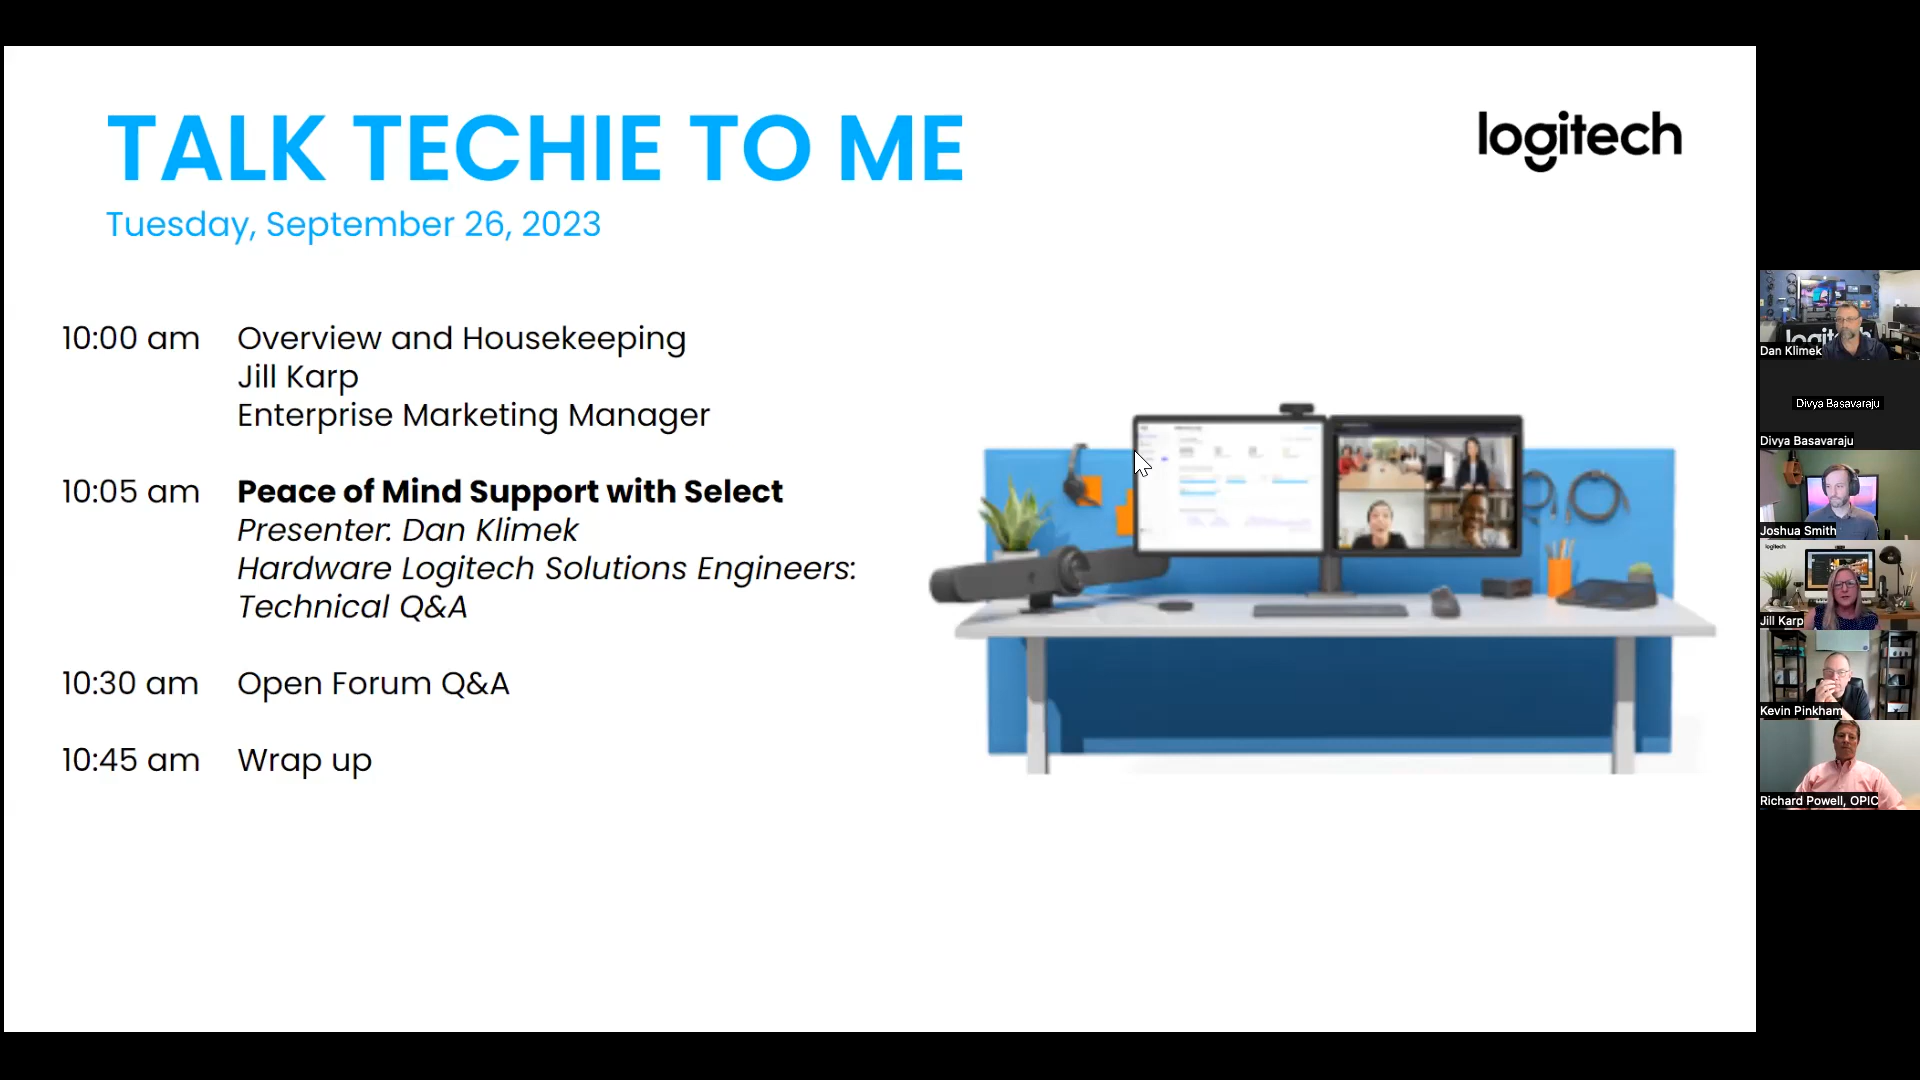 TALK TECHIE TO ME
logitech
Tuesday, September 26, 2023
10:00 am Overview and Housekeeping
Jill Karp
Enterprise Marketing Manager
10:05 am Peace of Mind Support with Select
Presenter: Dan Klimek
Hardware Logitech Solutions Engineers:
Technical Q&A
10:30 am Open Forum Q&A
10:45 am Wrap up
logitech
Dan Klimek
Divya Basavaraju
Divya Basavaraju
Joshua Smith
logitech
Jill Karp
Kevin Pinkham
Richard Powell, OPIC